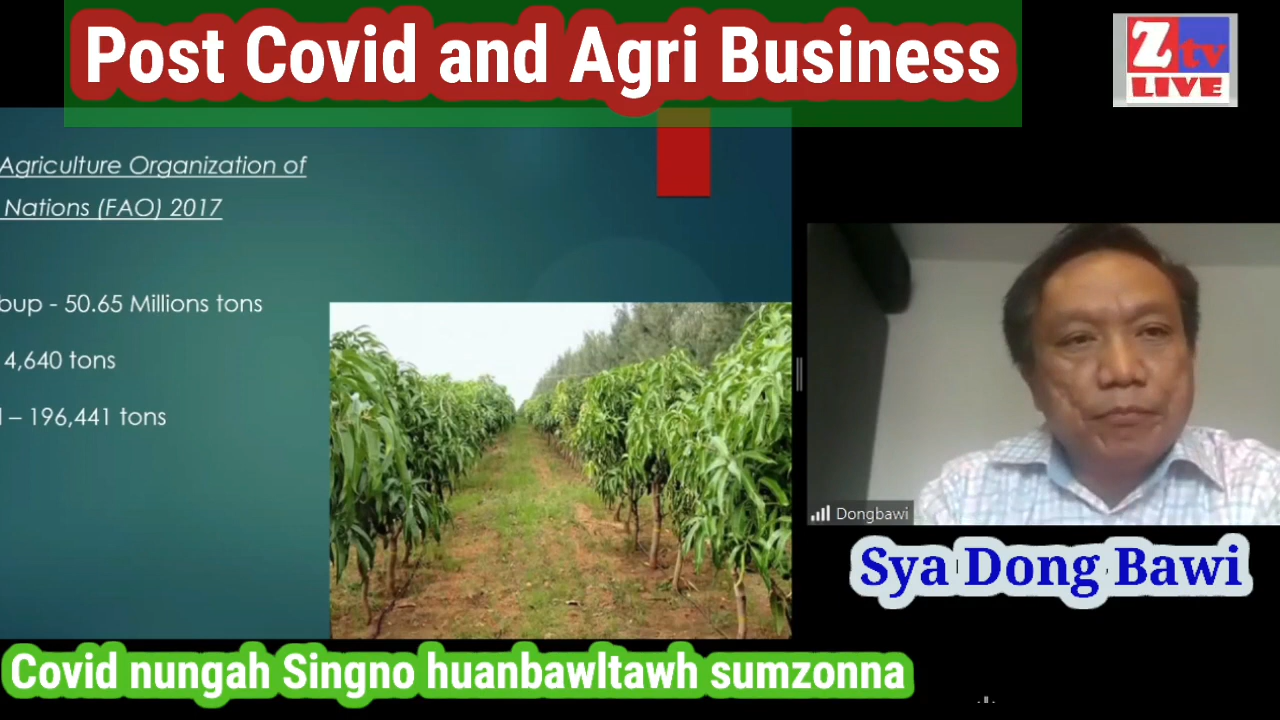 Post Covid and Agri Business
Z tv
LIVE
Agriculture Organization of
Nations (FAO) 2017
bup - 50.65 Millions tons
4,640 tons
– 196,441 tons
Dongbawi
Sya Dong Bawi
Covid nungah Singno huanbawltawh sumzonna